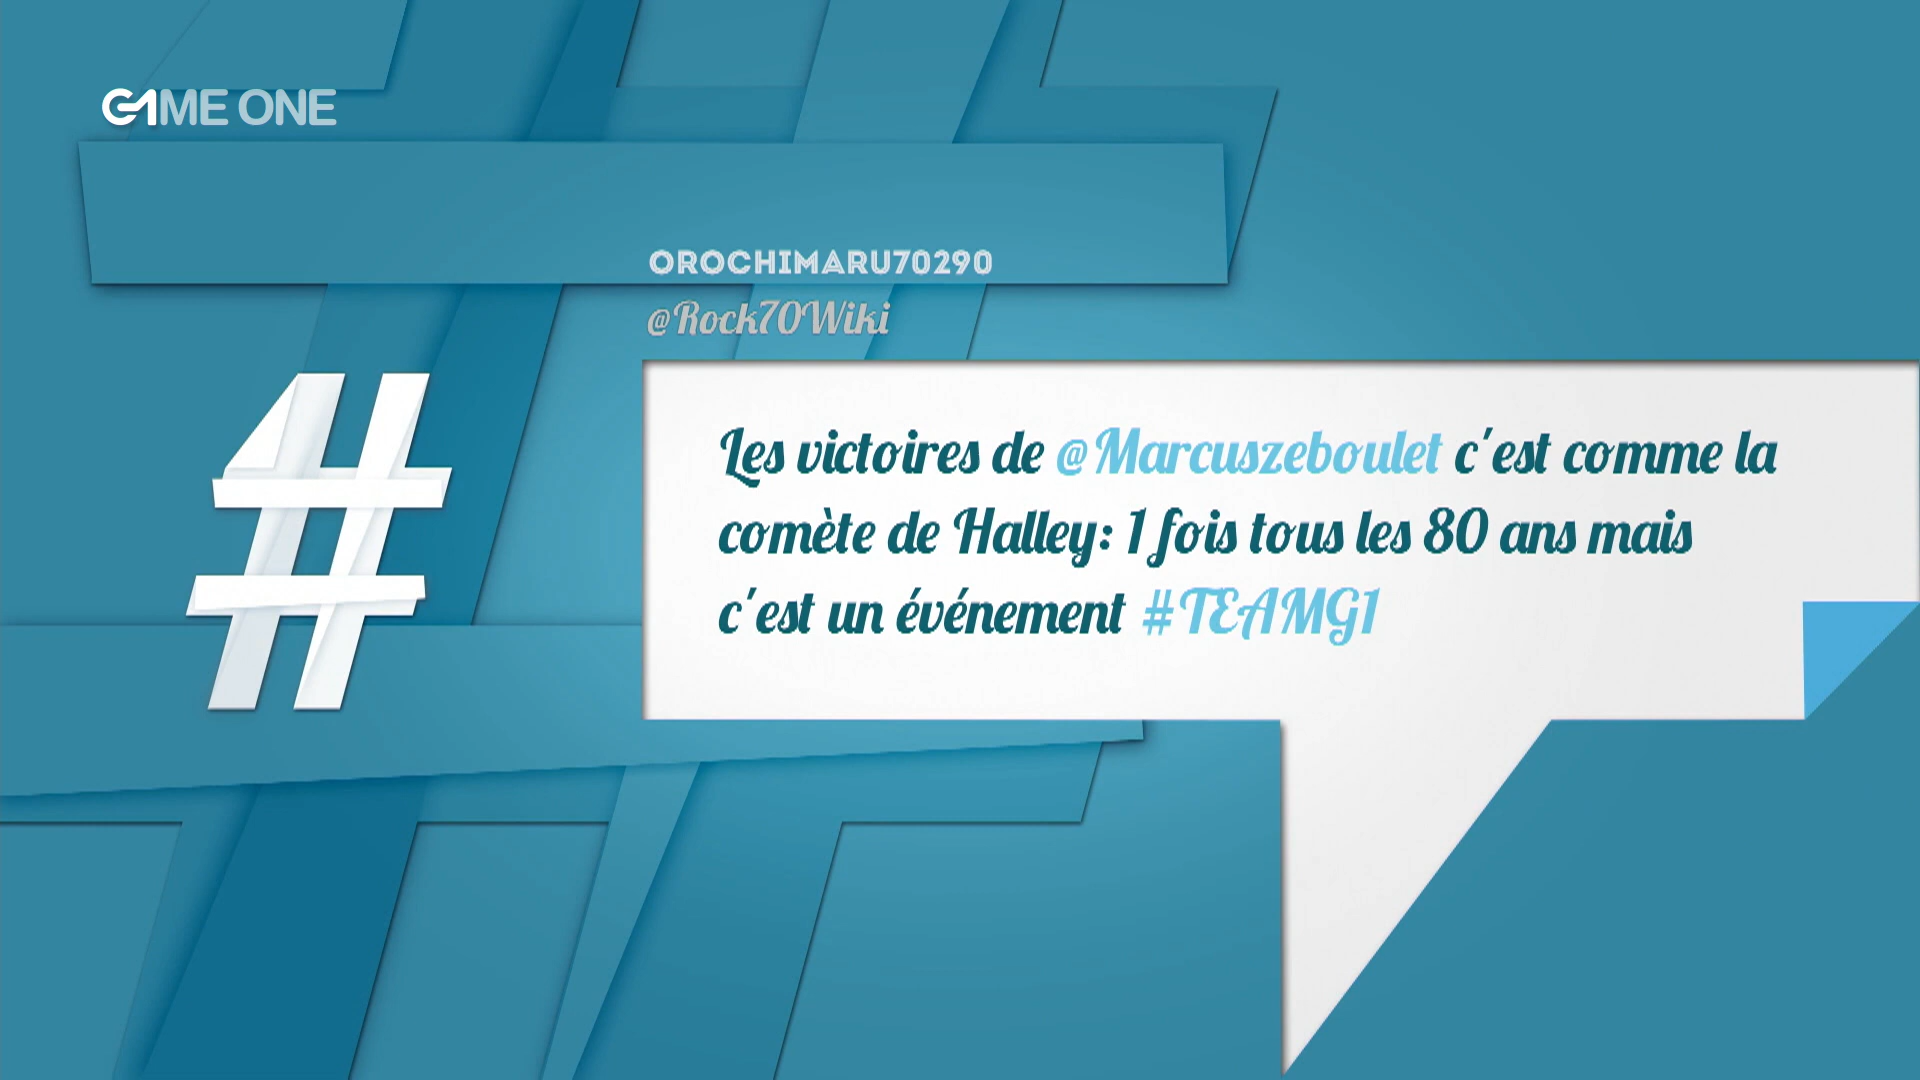 GAME ONE
OROCHIMARU70290
@Rock70Wiki
Les victoires de @Marcuszeboulet c'est comme la
comète de Halley: 1 fois tous les 80 ans mais
c'est un événement #TEAMG1